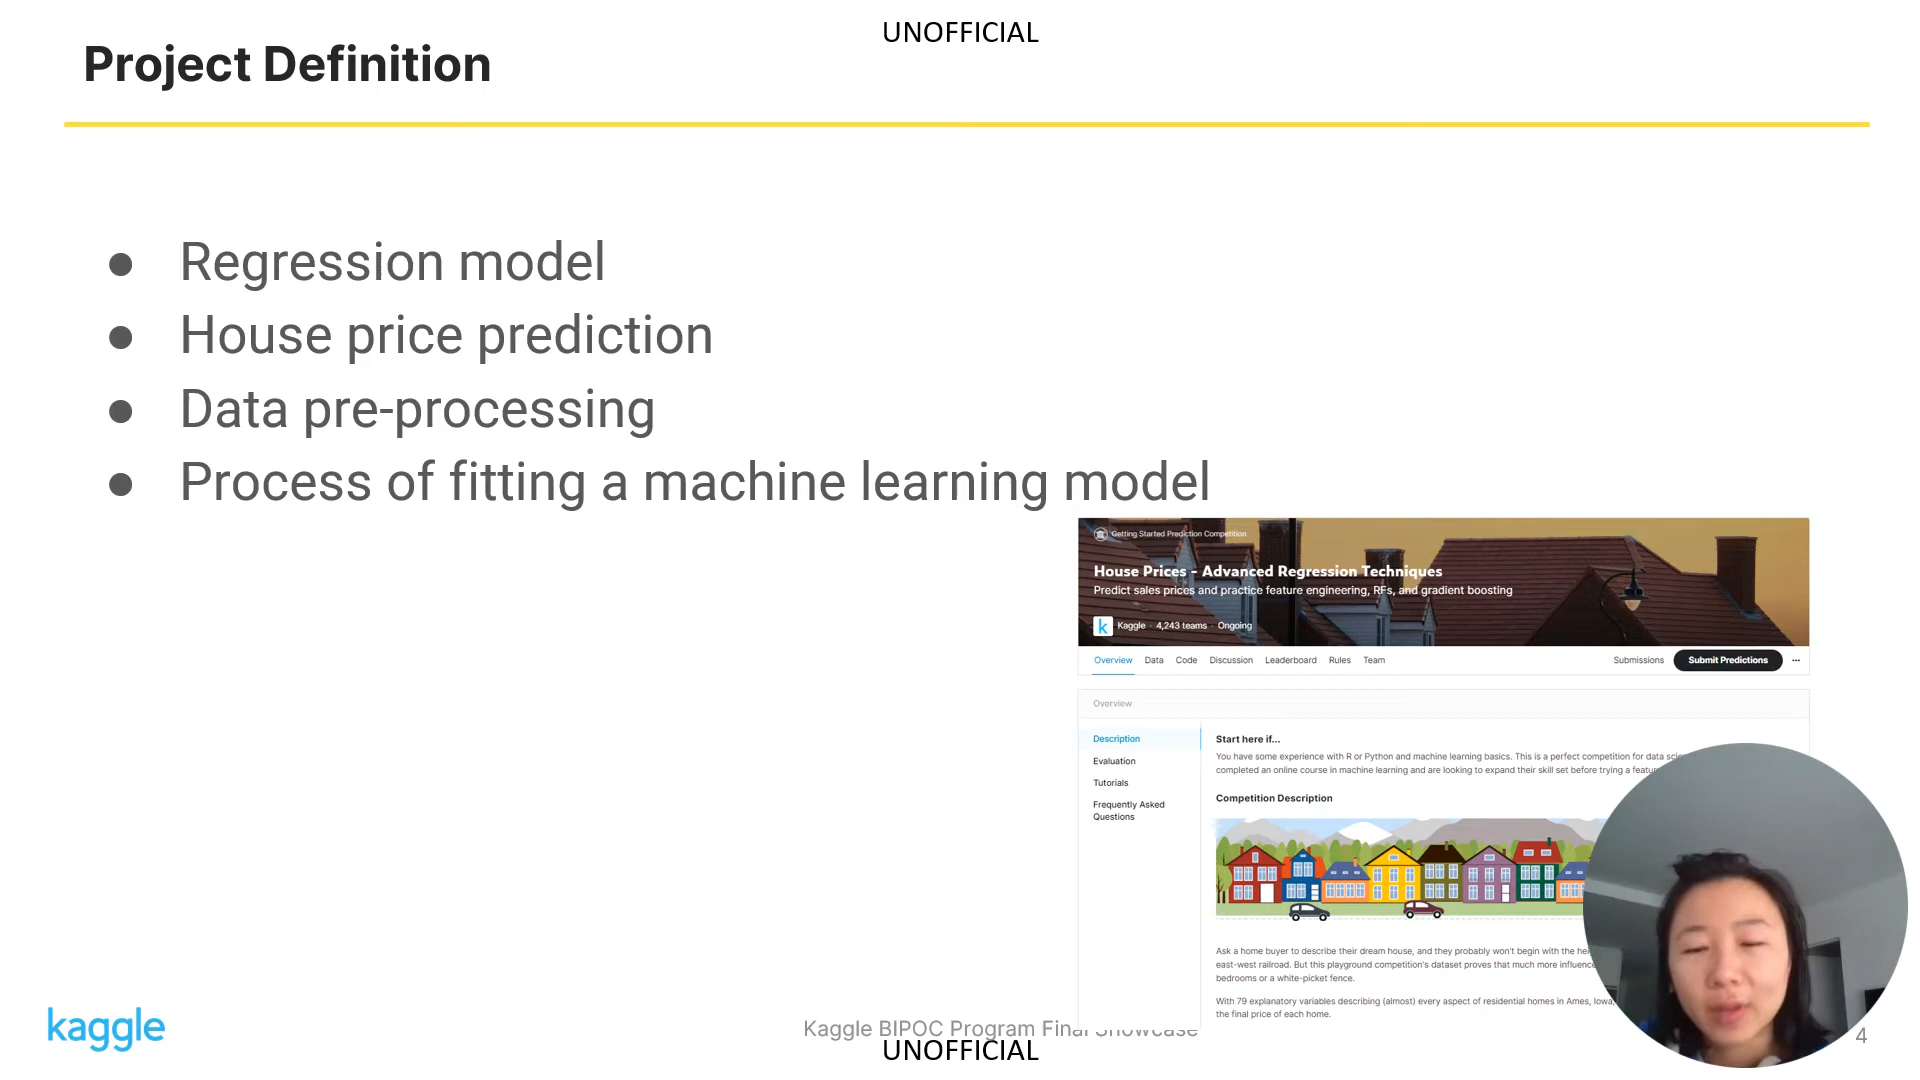 UNOFFICIAL
Project Definition
● Regression model
● House price prediction
● Data pre-processing
● Process of fitting a machine learning model
Getting Started Prediction Competition
House Prices - Advanced Regression Techniques
Predict sales prices and practice feature engineering, RFs, and gradient boosting
k Kaggle · 4,243 teams · Ongoing
Overview Data Code Discussion Leaderboard Rules Team Submissions Submit Predictions ···
Overview
Description
Evaluation
Tutorials
Frequently Asked
Questions
Start here if...
You have some experience with R or Python and machine learning basics. This is a perfect competition for data
completed an online course in machine learning and are looking to expand their skill set before trying a
Competition Description
Ask a home buyer to describe their dream house, and they probably won't begin with the
east-west railroad. But this playground competition's dataset proves that much more
bedrooms or a white-picket fence.
With 79 explanatory variables describing (almost) every aspect of residential homes in Ames, Iowa,
the final price of each home.
kaggle
Kaggle BIPOC Program Final Showcase
UNOFFICIAL
4